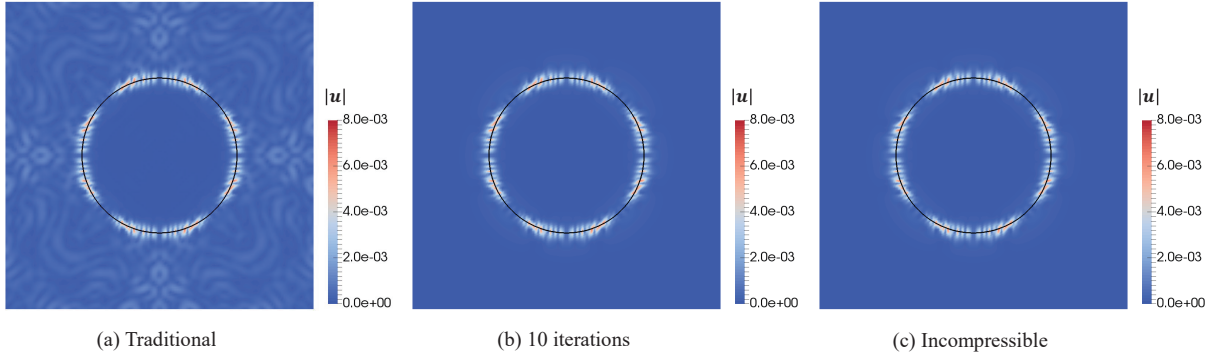 |u|
8.0e-03
6.0e-03
4.0e-03
2.0e-03
0.0e+00
(a) Traditional
|u|
8.0e-03
6.0e-03
4.0e-03
2.0e-03
0.0e+00
(b) 10 iterations
|u|
8.0e-03
6.0e-03
4.0e-03
2.0e-03
0.0e+00
(c) Incompressible